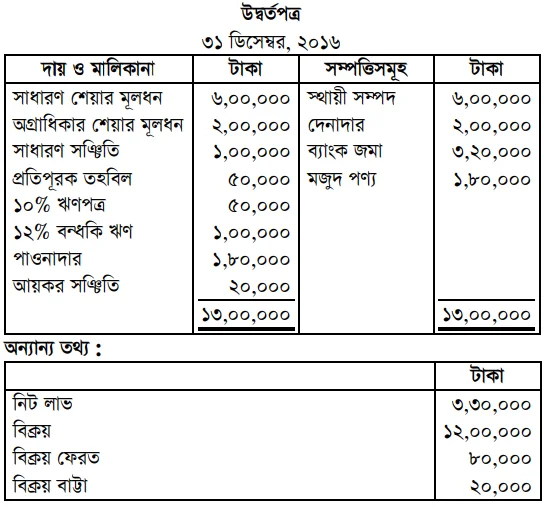 উদ্বর্তপত্র
৩১ ডিসেম্বর, ২০১৬
দায় ও মালিকানা টাকা সম্পত্তিসমূহ টাকা
সাধারণ শেয়ার মূলধন ৬,০০,০০০ স্থায়ী সম্পদ ৬,০০,০০০
অগ্রাধিকার শেয়ার মূলধন ২,০০,০০০ দেনাদার ২,০০,০০০
সাধারণ সঞ্চিতি ১,০০,০০০ ব্যাংক জমা ৩,২০,০০০
প্রতিপূরক তহবিল ৫০,০০০ মজুদ পণ্য ১,৮০,০০০
১০% ঋণপত্র ৫০,০০০
১২% বন্ধকি ঋণ ১,০০,০০০
পাওনাদার ১,৮০,০০০
আয়কর সঞ্চিতি ২০,০০০
১৩,০০,০০০ ১৩,০০,০০০
অন্যান্য তথ্য :
টাকা
নিট লাভ ৩,৩০,০০০
বিক্রয় ১২,০০,০০০
বিক্রয় ফেরত ৮০,০০০
বিক্রয় বাট্টা ২০,০০০